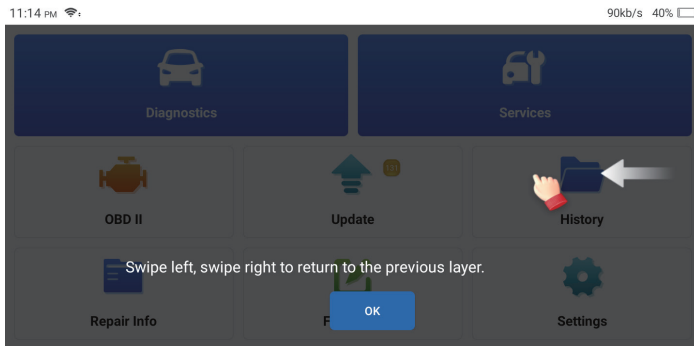 11:14 PM
90kb/s 40%
Diagnostics
Services
OBD II
Update
History
Swipe left, swipe right to return to the previous layer.
OK
Repair Info
F
Settings